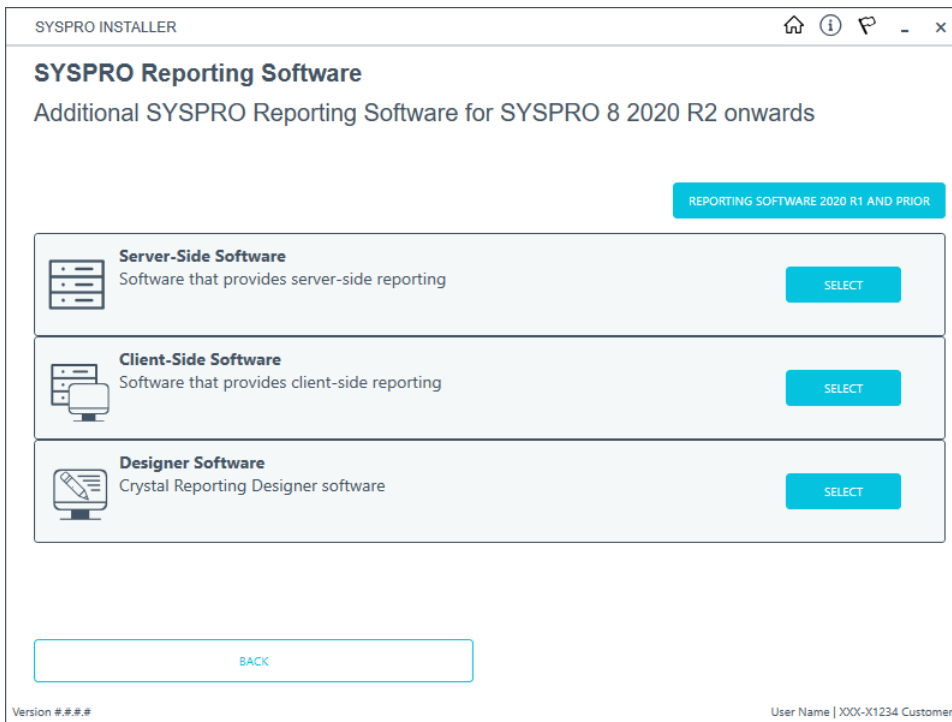 SYSPRO INSTALLER
SYSPRO Reporting Software
Additional SYSPRO Reporting Software for SYSPRO 8 2020 R2 onwards
REPORTING SOFTWARE 2020 R1 AND PRIOR
Server-Side Software
Software that provides server-side reporting
SELECT
Client-Side Software
Software that provides client-side reporting
SELECT
Designer Software
Crystal Reporting Designer software
SELECT
BACK
Version #.#.#.#
User Name | XXX-X1234 Customer